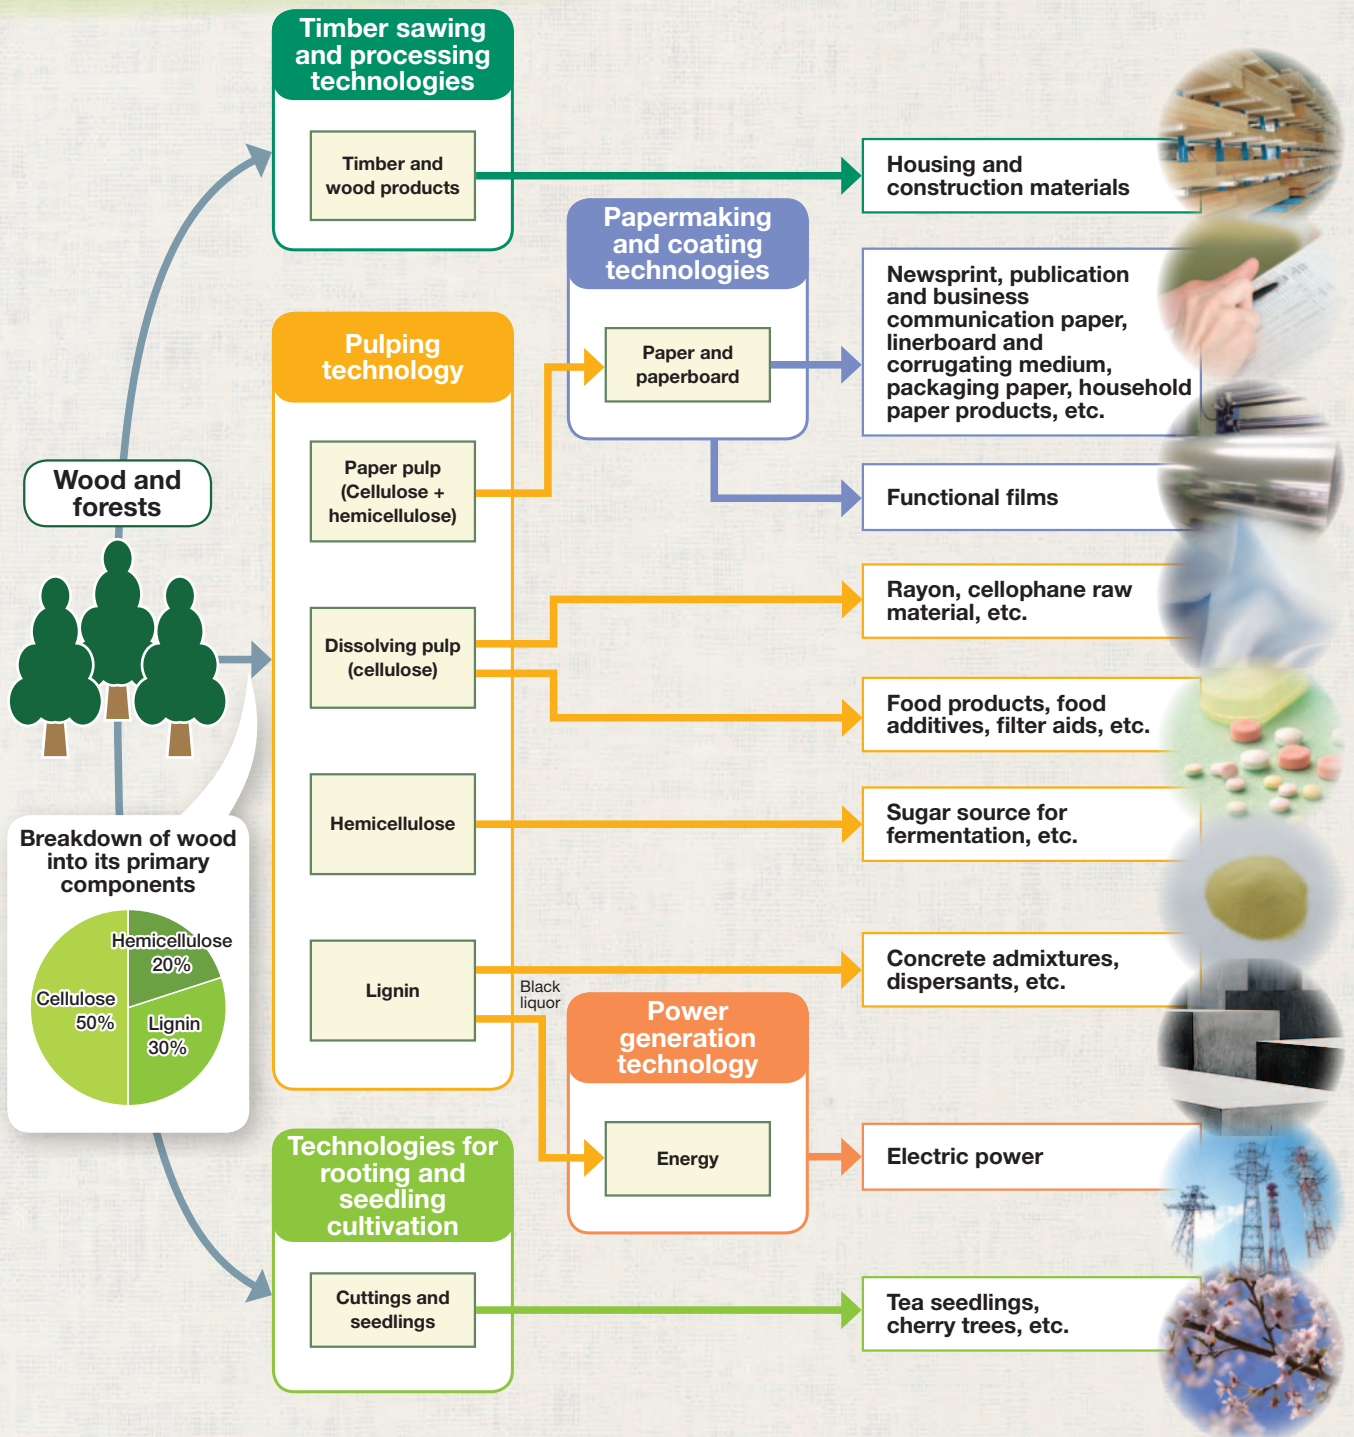 Timber sawing
and processing
technologies
Timber and
wood products
Housing and
construction materials
Papermaking
and coating
technologies
Paper and
paperboard
Newsprint, publication
and business
communication paper,
linerboard and
corrugating medium,
packaging paper, household
paper products, etc.
Functional films
Wood and
forests
Pulping
technology
Paper pulp
(Cellulose +
hemicellulose)
Dissolving pulp
(cellulose)
Rayon, cellophane raw
material, etc.
Food products, food
additives, filter aids, etc.
Hemicellulose
Sugar source for
fermentation, etc.
Lignin
Concrete admixtures,
dispersants, etc.
Black
liquor
Power
generation
technology
Energy
Electric power
Breakdown of wood
into its primary
components
Hemicellulose
20%
Cellulose
50%
Lignin
30%
Technologies for
rooting and
seedling
cultivation
Cuttings and
seedlings
Tea seedlings,
cherry trees, etc.